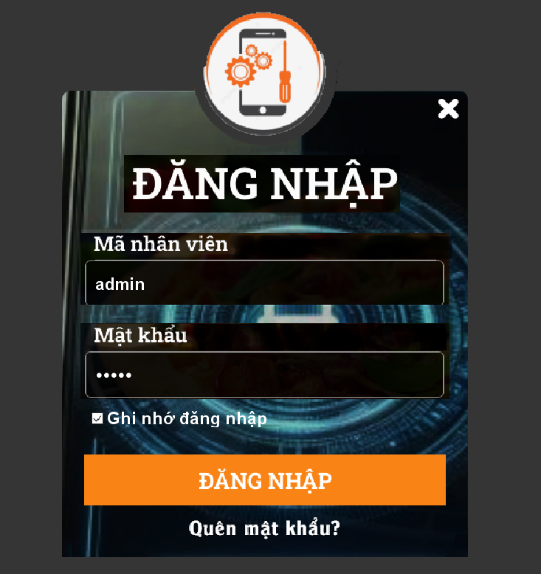 ĐĂNG NHẬP
Mã nhân viên
admin
Mật khẩu
•••••
Ghi nhớ đăng nhập
ĐĂNG NHẬP
Quên mật khẩu?